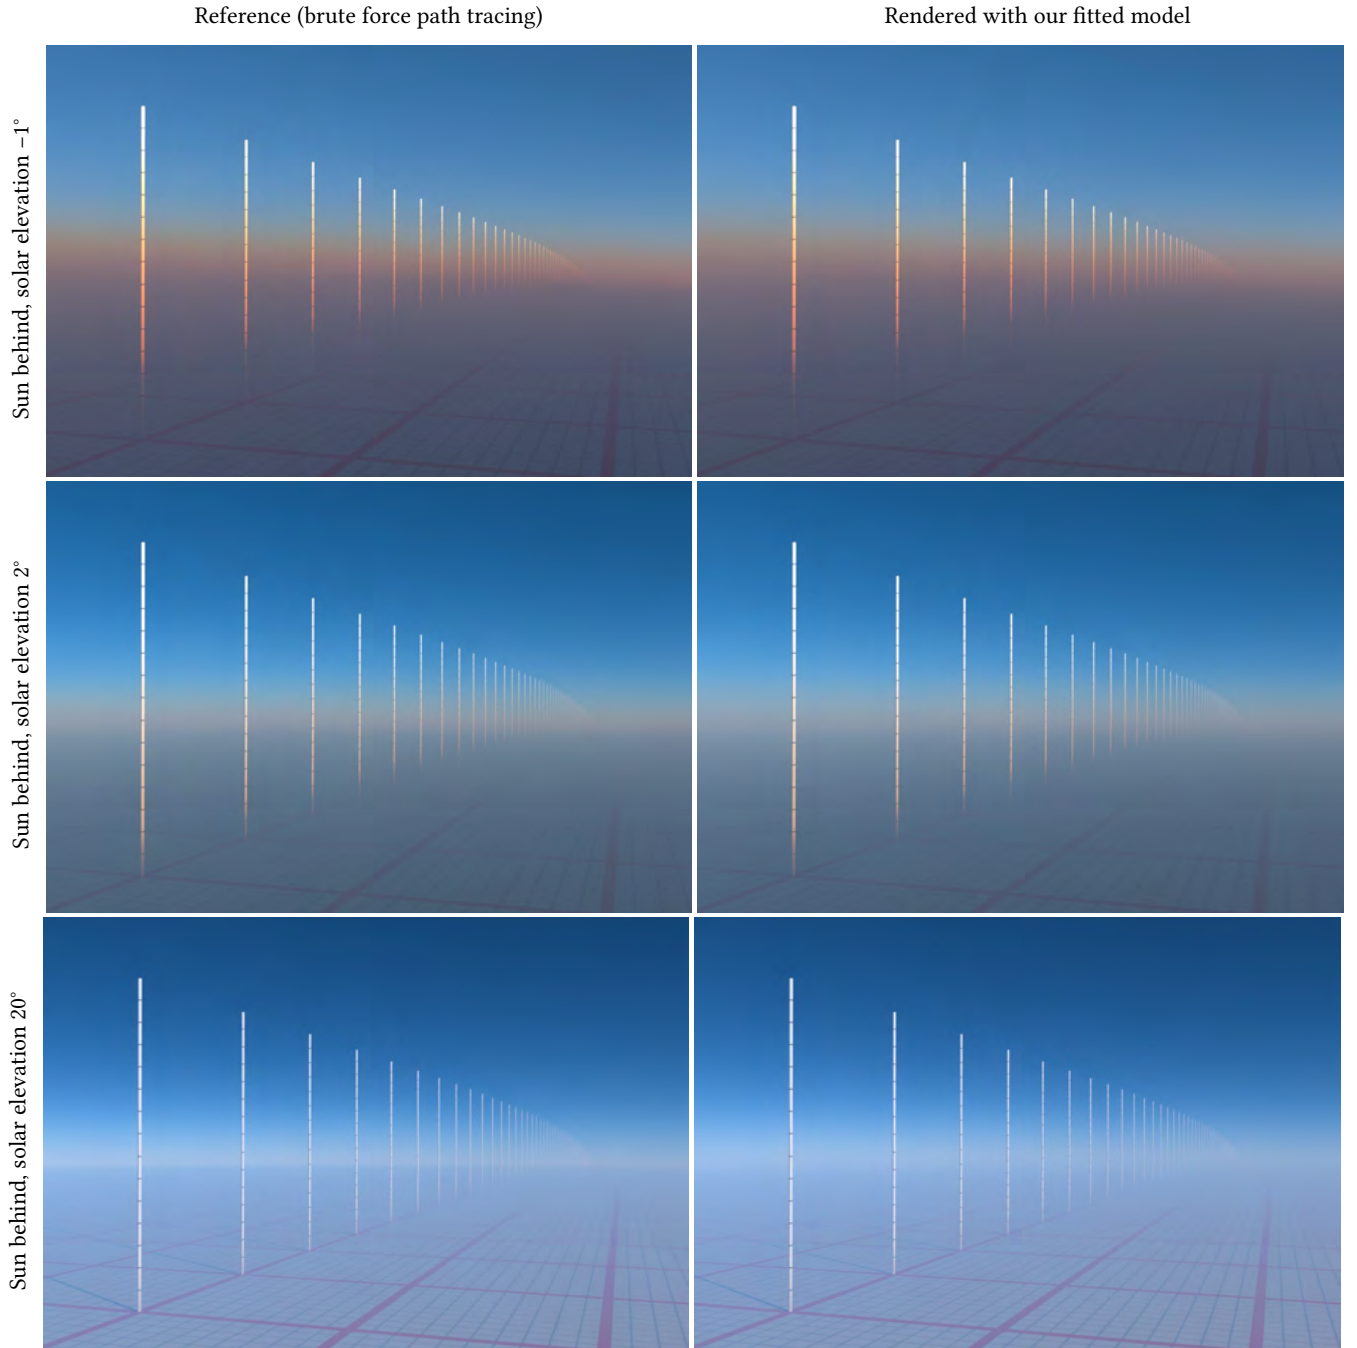 Reference (brute force path tracing)
Rendered with our fitted model
Sun behind, solar elevation −1°
Sun behind, solar elevation 2°
Sun behind, solar elevation 20°